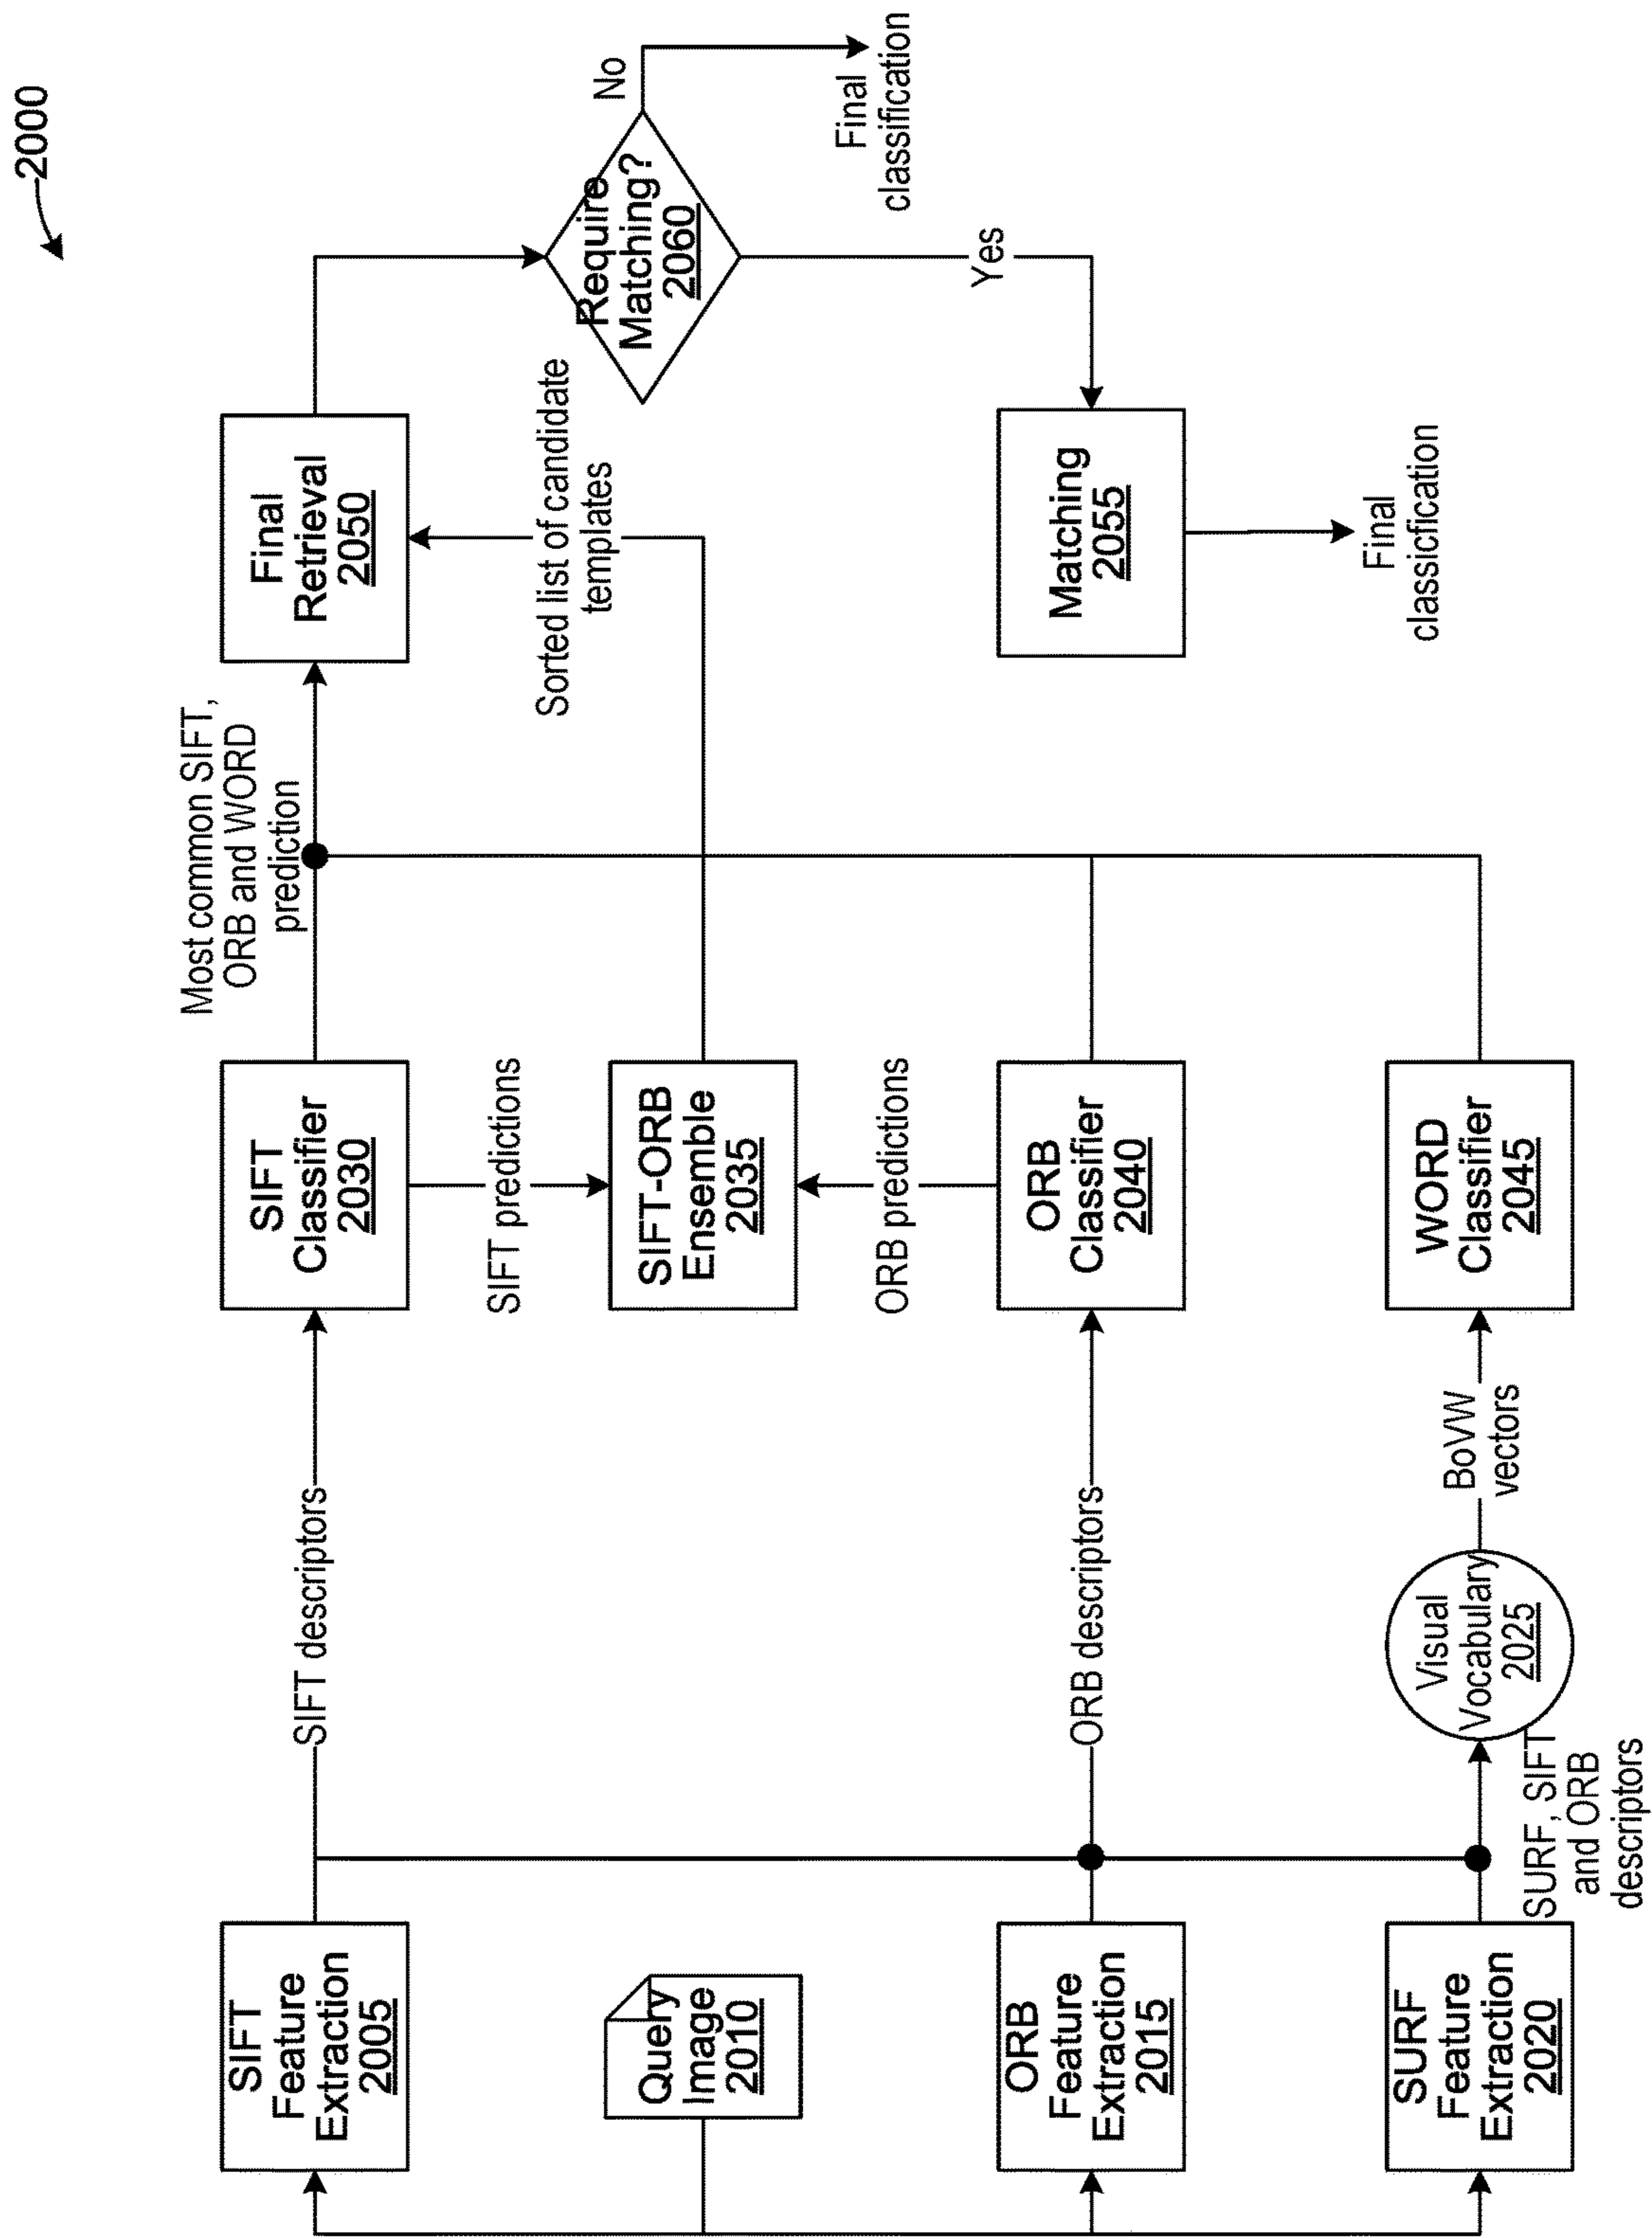 2000
SIFT
Feature
Extraction
2005
Query
Image
2010
ORB
Feature
Extraction
2015
SURF
Feature
Extraction
2020
SIFT descriptors
ORB descriptors
SURF, SIFT
and ORB
descriptors
Visual
Vocabulary
2025
BoVW
vectors
SIFT
Classifier
2030
SIFT predictions
SIFT-ORB
Ensemble
2035
ORB predictions
ORB
Classifier
2040
WORD
Classifier
2045
Most common SIFT,
ORB and WORD
prediction
Sorted list of candidate
templates
Final
Retrieval
2050
Require
Matching?
2060
No
Final
classification
Yes
Matching
2055
Final
classicfication